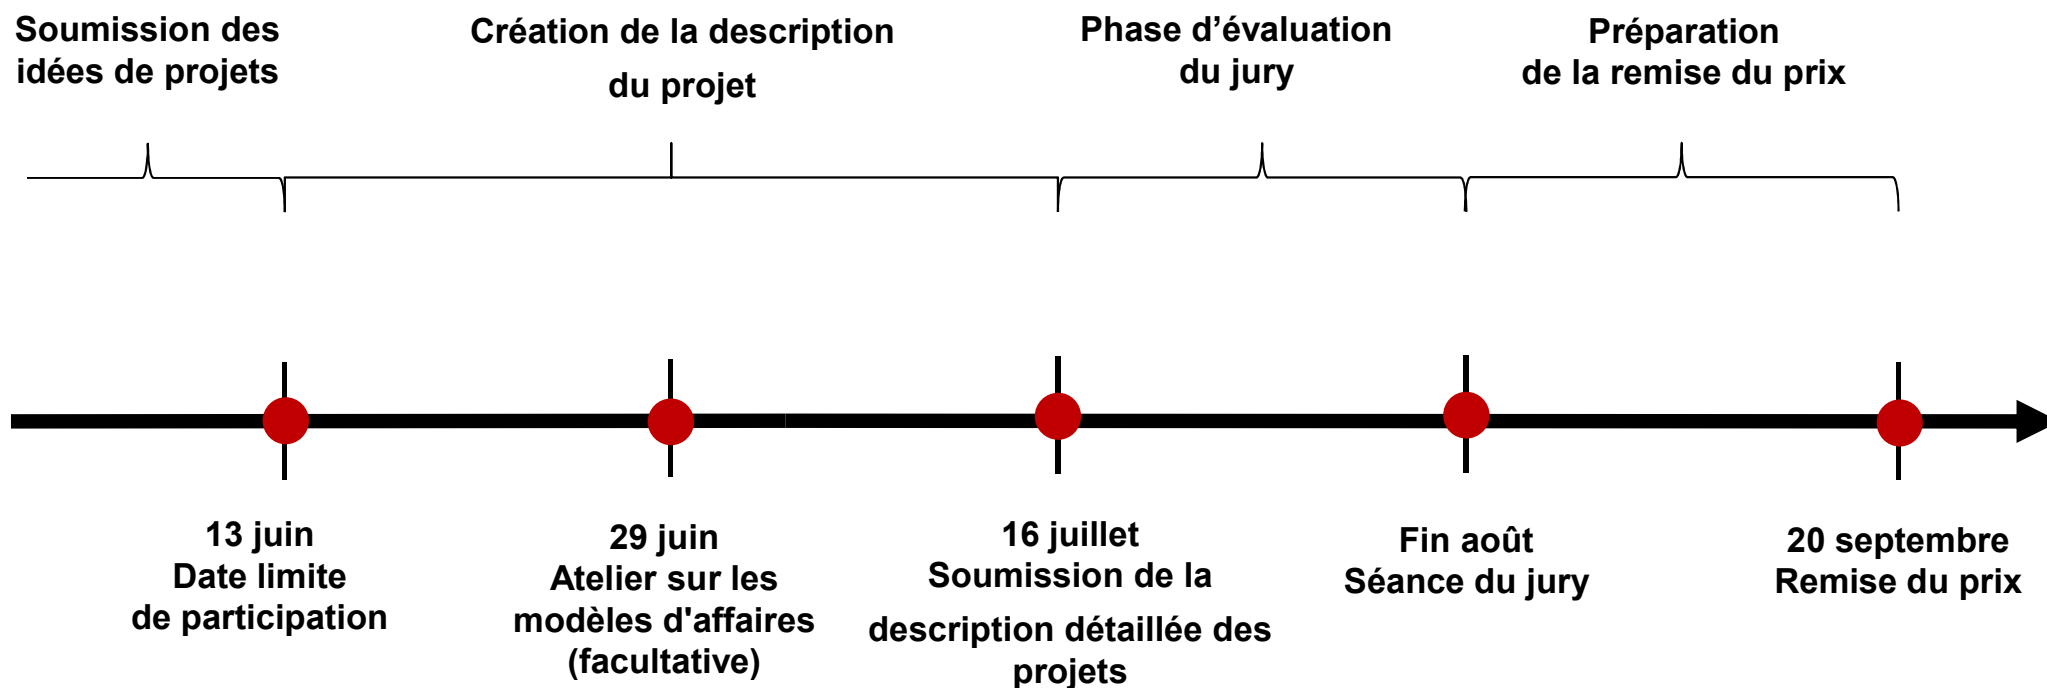 Soumission des
idées de projets
Création de la description
du projet
Phase d’évaluation
du jury
Préparation
de la remise du prix
13 juin
Date limite
de participation
29 juin
Atelier sur les
modèles d'affaires
(facultative)
16 juillet
Soumission de la
description détaillée des
projets
Fin août
Séance du jury
20 septembre
Remise du prix